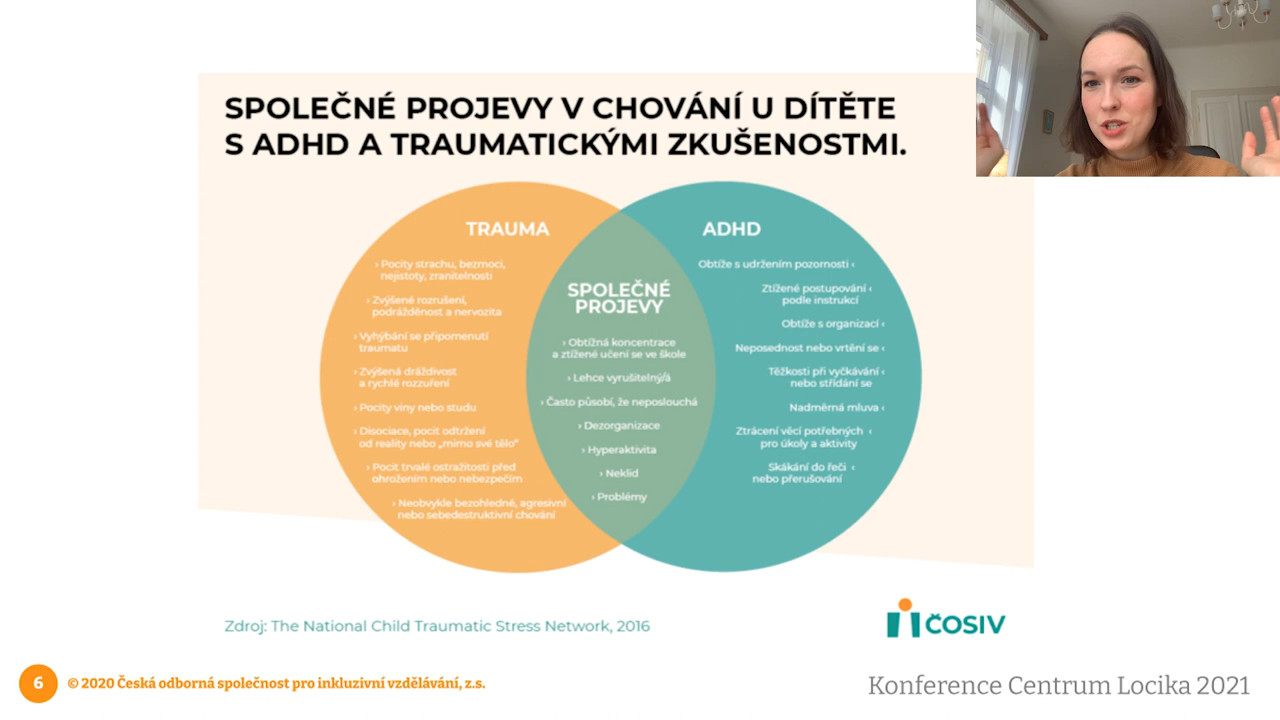 SPOLEČNÉ PROJEVY V CHOVÁNÍ U DÍTĚTE
S ADHD A TRAUMATICKÝMI ZKUŠENOSTMI.
TRAUMA
› Pocity strachu, bezmoci,
nejistoty, zranitelnosti
› Zvýšené rozrušení,
podrážděnost a nervozita
› Vyhýbání se připomenutí
traumatu
› Zvýšená dráždivost
a rychlé rozzuření
› Pocity viny nebo studu
› Disociace, pocit odtržení
od reality nebo „mimo své tělo“
› Pocit trvalé ostražitosti před
ohrožením nebo nebezpečím
› Neobvykle bezohledné, agresivní
nebo sebedestruktivní chování
SPOLEČNÉ
PROJEVY
› Obtížná koncentrace
a ztížené učení se ve škole
› Lehce vyrušitelný/á
› Často působí, že neposlouchá
› Dezorganizace
› Hyperaktivita
› Neklid
› Problémy
ADHD
Obtíže s udržením pozornosti ‹
Ztížené postupování ‹
podle instrukcí
Obtíže s organizací ‹
Neposednost nebo vrtění se ‹
Těžkosti při vyčkávání ‹
nebo střídání se
Nadměrná mluva ‹
Ztrácení věcí potřebných ‹
pro úkoly a aktivity
Skákání do řeči ‹
nebo přerušování
Zdroj: The National Child Traumatic Stress Network, 2016
ČOSIV
6
© 2020 Česká odborná společnost pro inkluzivní vzdělávání, z.s.
Konference Centrum Locika 2021